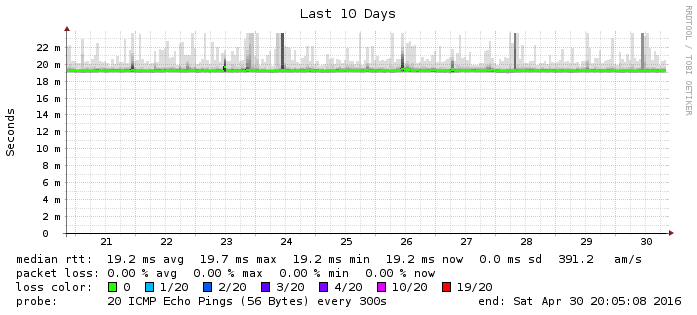 Last 10 Days
RRDTOOL / TOBI OETIKER
Seconds
22 m
20 m
18 m
16 m
14 m
12 m
10 m
8 m
6 m
4 m
2 m
0
21 22 23 24 25 26 27 28 29 30
median rtt: 19.2 ms avg 19.7 ms max 19.2 ms min 19.2 ms now 0.0 ms sd 391.2 am/s
packet loss: 0.00 % avg 0.00 % max 0.00 % min 0.00 % now
loss color: 0 1/20 2/20 3/20 4/20 10/20 19/20
probe: 20 ICMP Echo Pings (56 Bytes) every 300s end: Sat Apr 30 20:05:08 2016